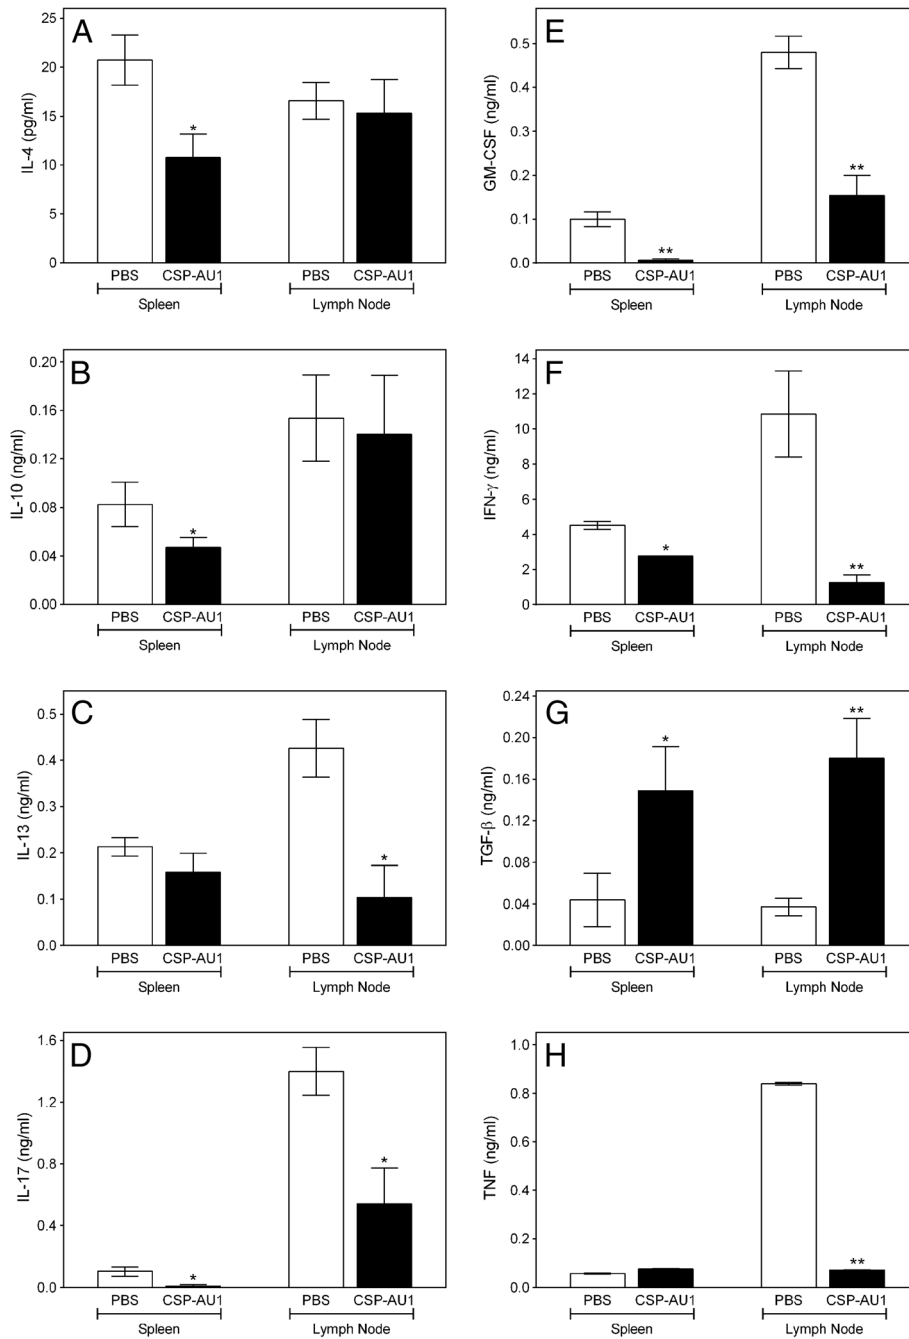 A
IL-4 (pg/ml)
25
20
15
10
5
0
*
PBS CSP-AU1 PBS CSP-AU1
Spleen Lymph Node
E
GM-CSF (ng/ml)
0.5
0.4
0.3
0.2
0.1
0.0
** **
PBS CSP-AU1 PBS CSP-AU1
Spleen Lymph Node
B
IL-10 (ng/ml)
0.20
0.16
0.12
0.08
0.04
0.00
*
PBS CSP-AU1 PBS CSP-AU1
Spleen Lymph Node
F
IFN-γ (ng/ml)
14
12
10
8
6
4
2
0
* **
PBS CSP-AU1 PBS CSP-AU1
Spleen Lymph Node
C
IL-13 (ng/ml)
0.5
0.4
0.3
0.2
0.1
0.0
*
PBS CSP-AU1 PBS CSP-AU1
Spleen Lymph Node
G
TGF-β (ng/ml)
0.24
0.20
0.16
0.12
0.08
0.04
0.00
* **
PBS CSP-AU1 PBS CSP-AU1
Spleen Lymph Node
D
IL-17 (ng/ml)
1.6
1.2
0.8
0.4
0.0
* *
PBS CSP-AU1 PBS CSP-AU1
Spleen Lymph Node
H
TNF (ng/ml)
1.0
0.8
0.6
0.4
0.2
0.0
**
PBS CSP-AU1 PBS CSP-AU1
Spleen Lymph Node